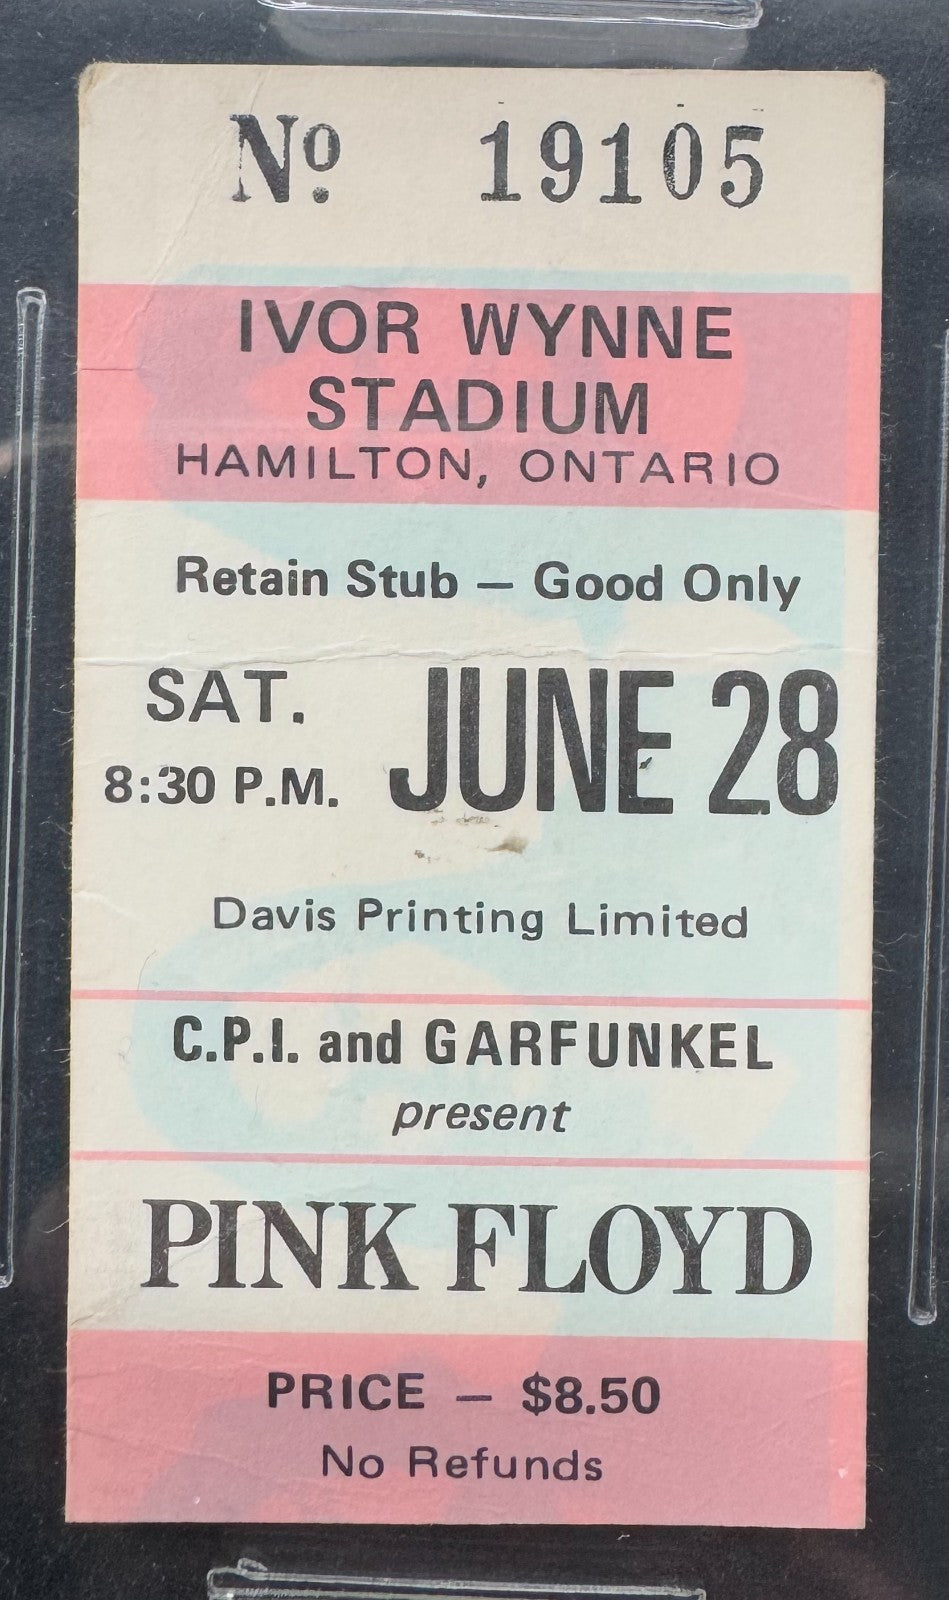 Nº 19105
IVOR WYNNE
STADIUM
HAMILTON, ONTARIO
Retain Stub — Good Only
SAT. JUNE 28
8:30 P.M.
Davis Printing Limited
C.P.I. and GARFUNKEL
present
PINK FLOYD
PRICE — $8.50
No Refunds